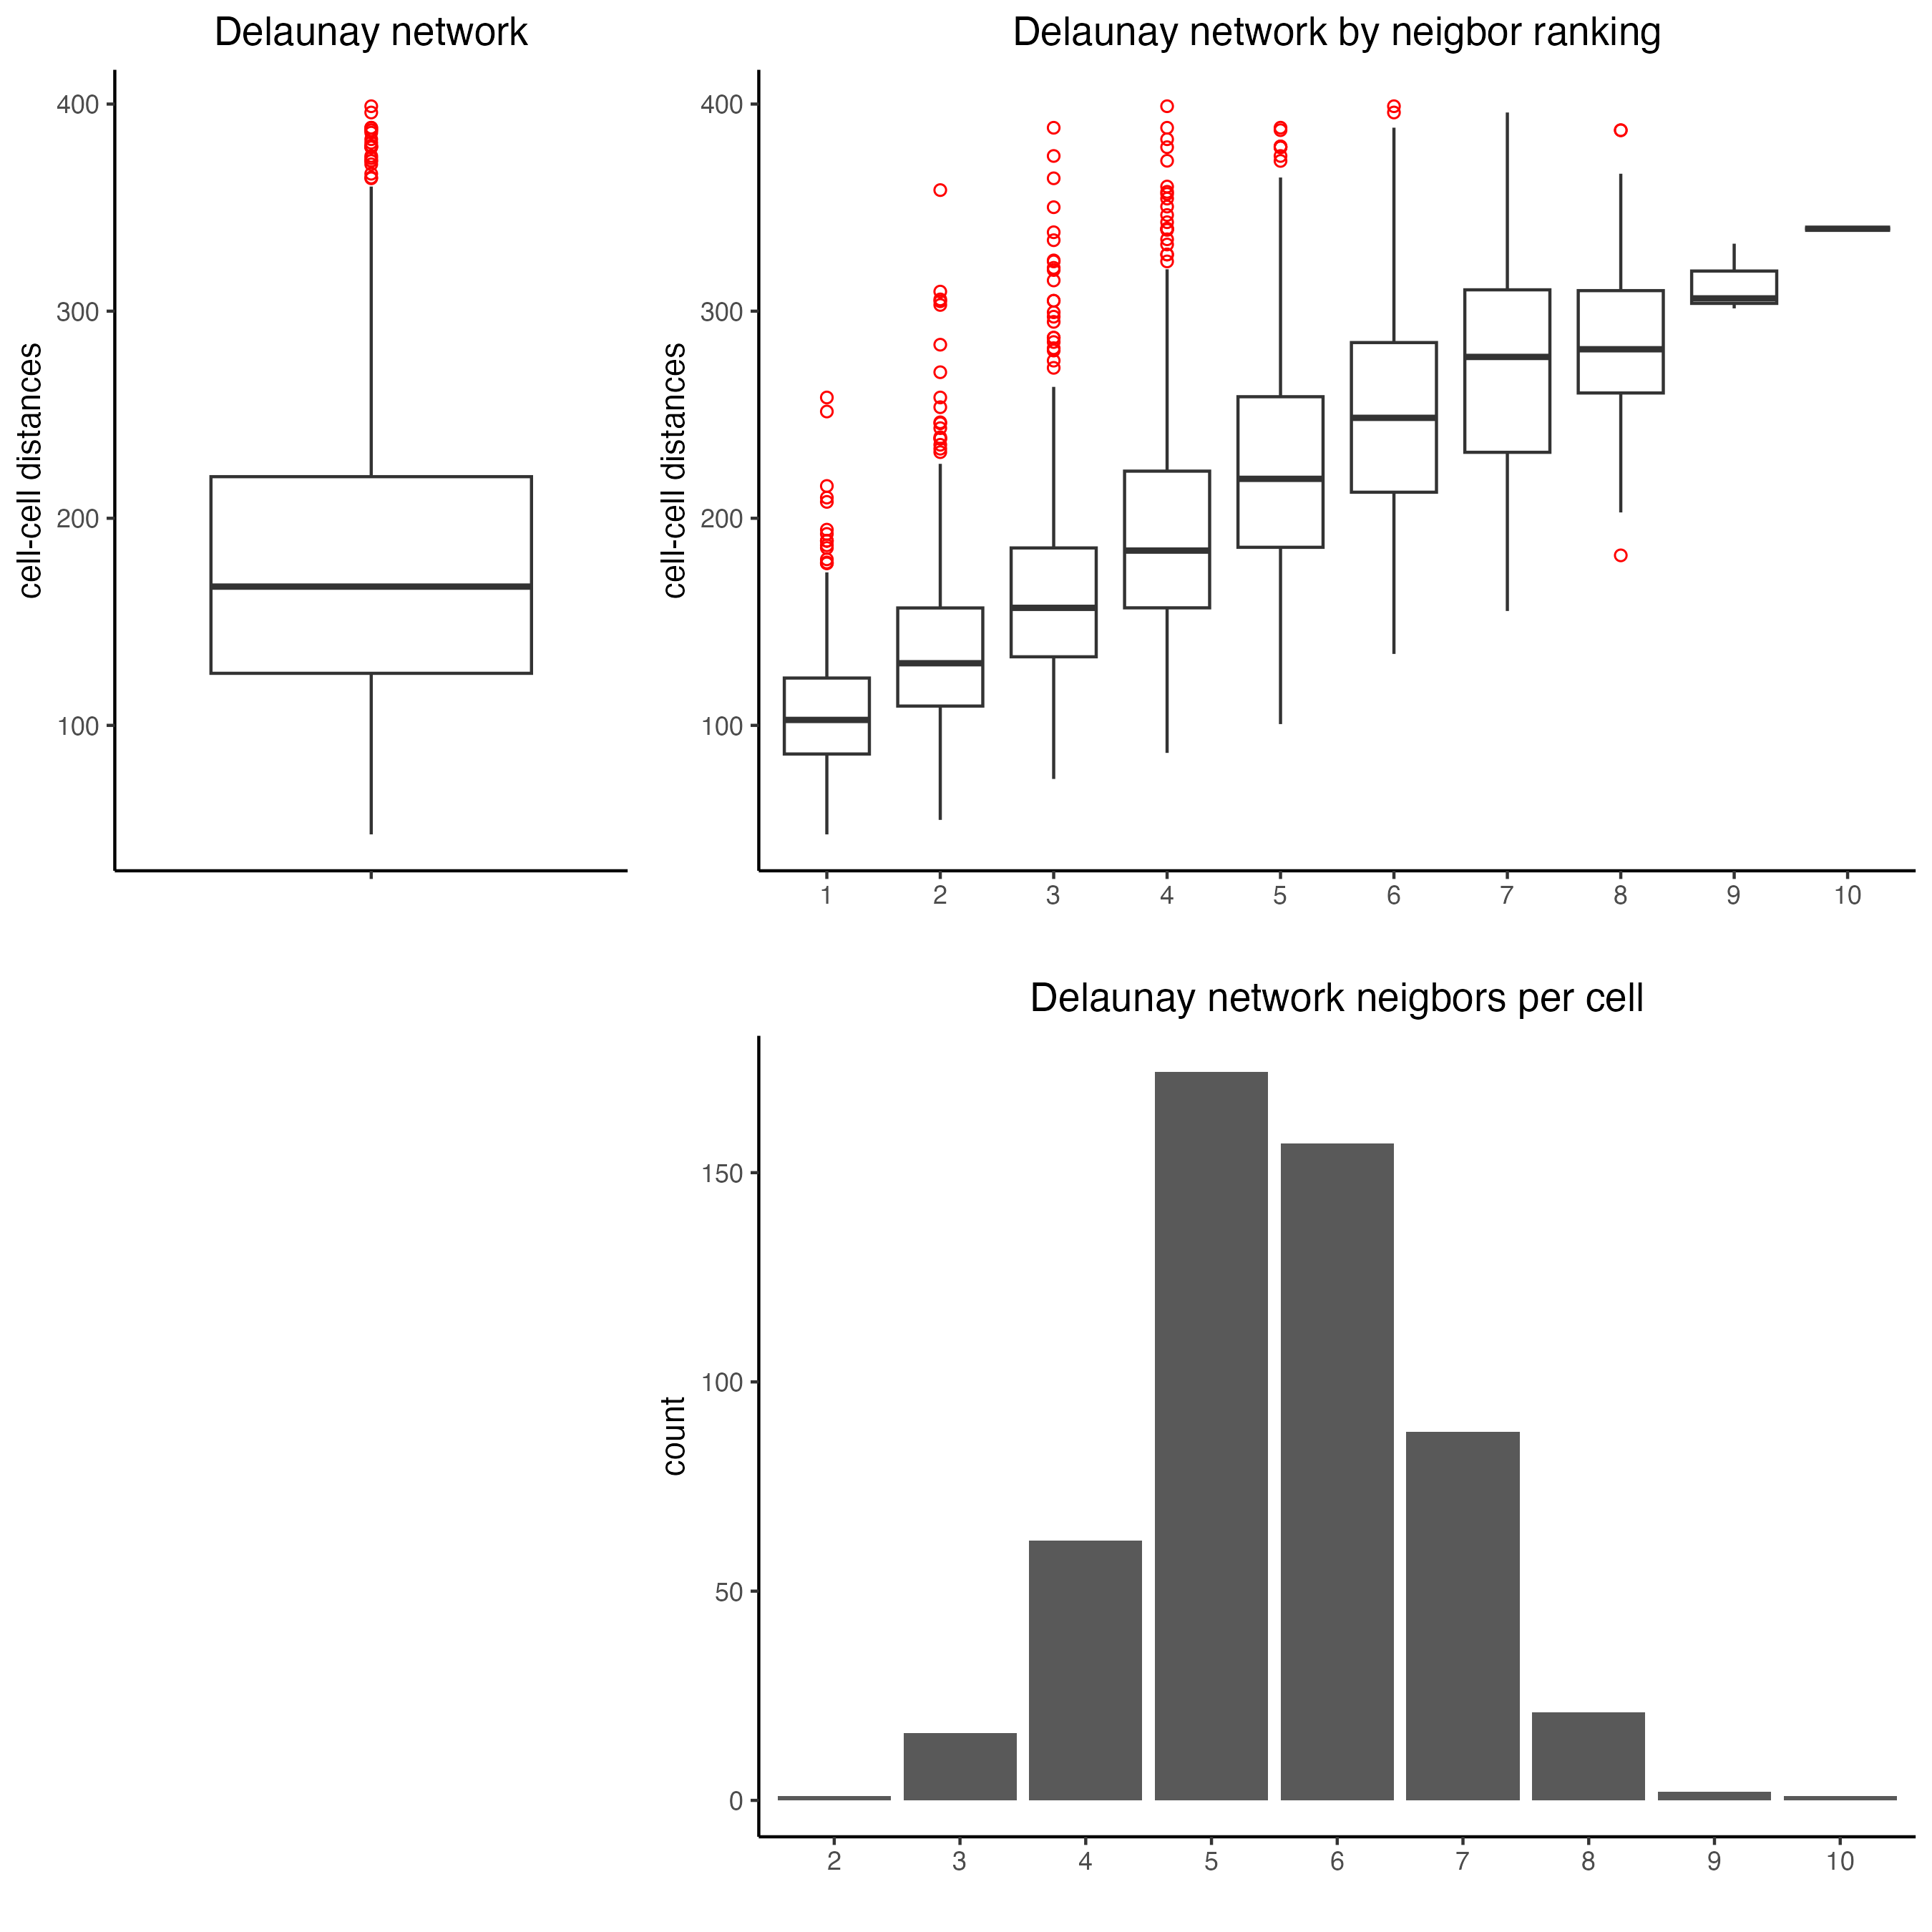 Delaunay network
cell-cell distances
400
300
200
100
Delaunay network by neigbor ranking
cell-cell distances
400
300
200
100
1 2 3 4 5 6 7 8 9 10
Delaunay network neigbors per cell
count
150
100
50
0
2 3 4 5 6 7 8 9 10